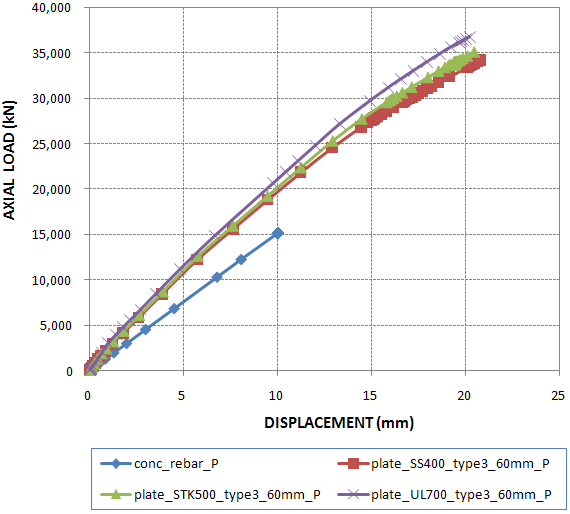 40,000
35,000
30,000
25,000
20,000
15,000
10,000
5,000
0
AXIAL LOAD (kN)
0 5 10 15 20 25
DISPLACEMENT (mm)
conc_rebar_P plate_SS400_type3_60mm_P
plate_STK500_type3_60mm_P plate_UL700_type3_60mm_P